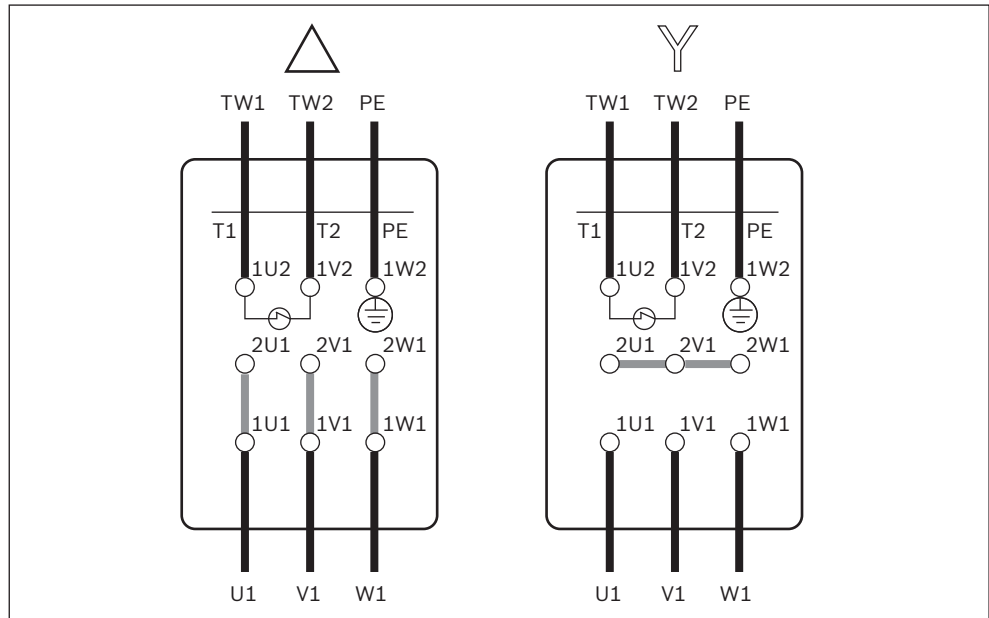 Y
TW1 TW2 PE
TW1 TW2 PE
T1 T2 PE
T1 T2 PE
1U2 1V2 1W2
1U2 1V2 1W2
2U1 2V1 2W1
2U1 2V1 2W1
1U1 1V1 1W1
1U1 1V1 1W1
U1 V1 W1
U1 V1 W1